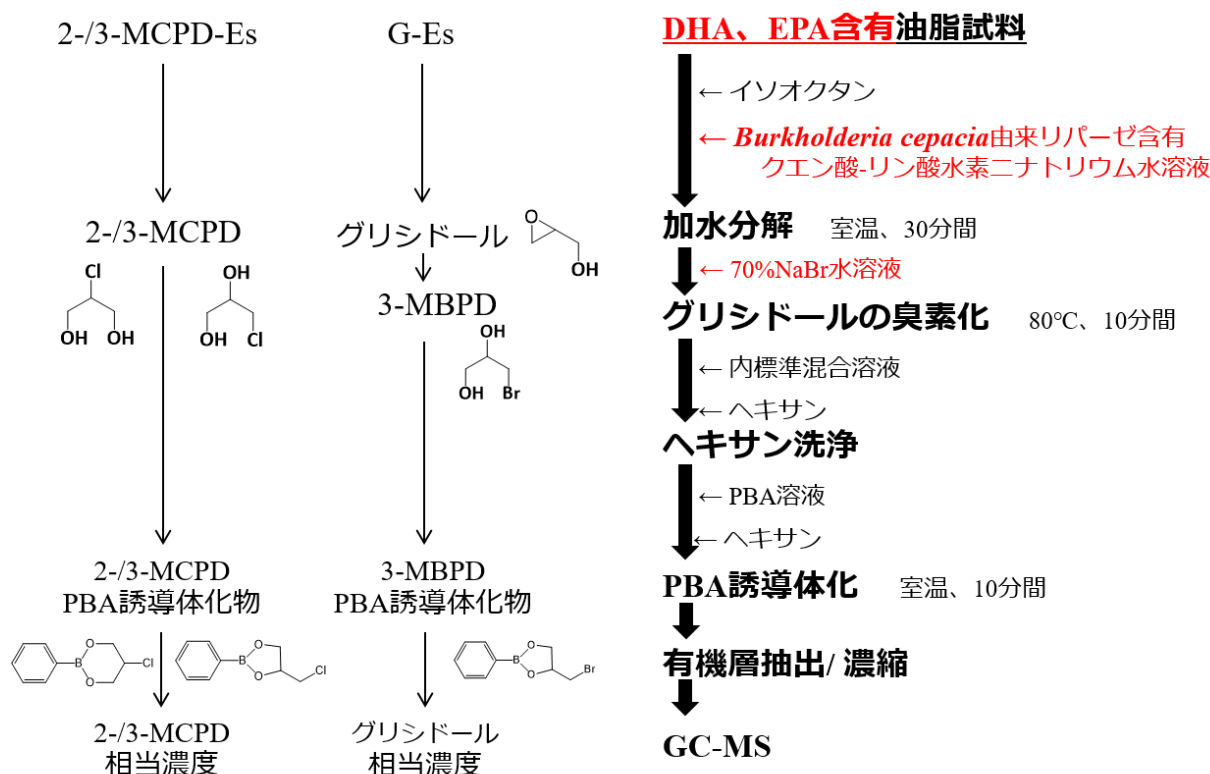 2-/3-MCPD-Es
2-/3-MCPD
Cl
OH
OH
OH
OH
Cl
2-/3-MCPD
PBA誘導体化物
B
O
O
Cl
B
O
O
Cl
2-/3-MCPD
相当濃度
G-Es
グリシドール
O
OH
3-MBPD
OH
OH
Br
3-MBPD
PBA誘導体化物
B
O
O
Br
グリシドール
相当濃度
DHA、EPA含有油脂試料
← イソオクタン
← Burkholderia cepacia由来リパーゼ含有
クエン酸-リン酸水素二ナトリウム水溶液
加水分解 室温、30分間
← 70%NaBr水溶液
グリシドールの臭素化 80℃、10分間
← 内標準混合溶液
← ヘキサン
ヘキサン洗浄
← PBA溶液
← ヘキサン
PBA誘導体化 室温、10分間
有機層抽出/ 濃縮
GC-MS